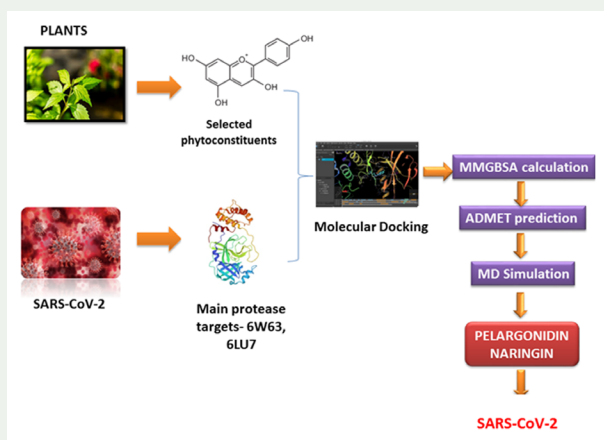 PLANTS
HO
O+
OH
OH
OH
Selected
phytoconstituents
SARS-CoV-2
Main protease
targets- 6W63,
6LU7
Molecular Docking
MMGBSA calculation
ADMET prediction
MD Simulation
PELARGONIDIN
NARINGIN
SARS-CoV-2